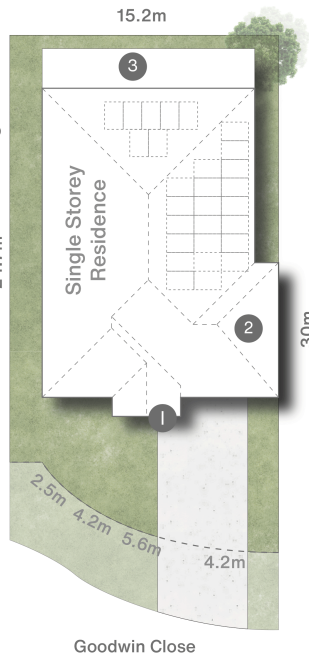 15.2m
3
Single Storey
Residence
2
30m
1
2.5m
4.2m
5.6m
4.2m
Goodwin Close